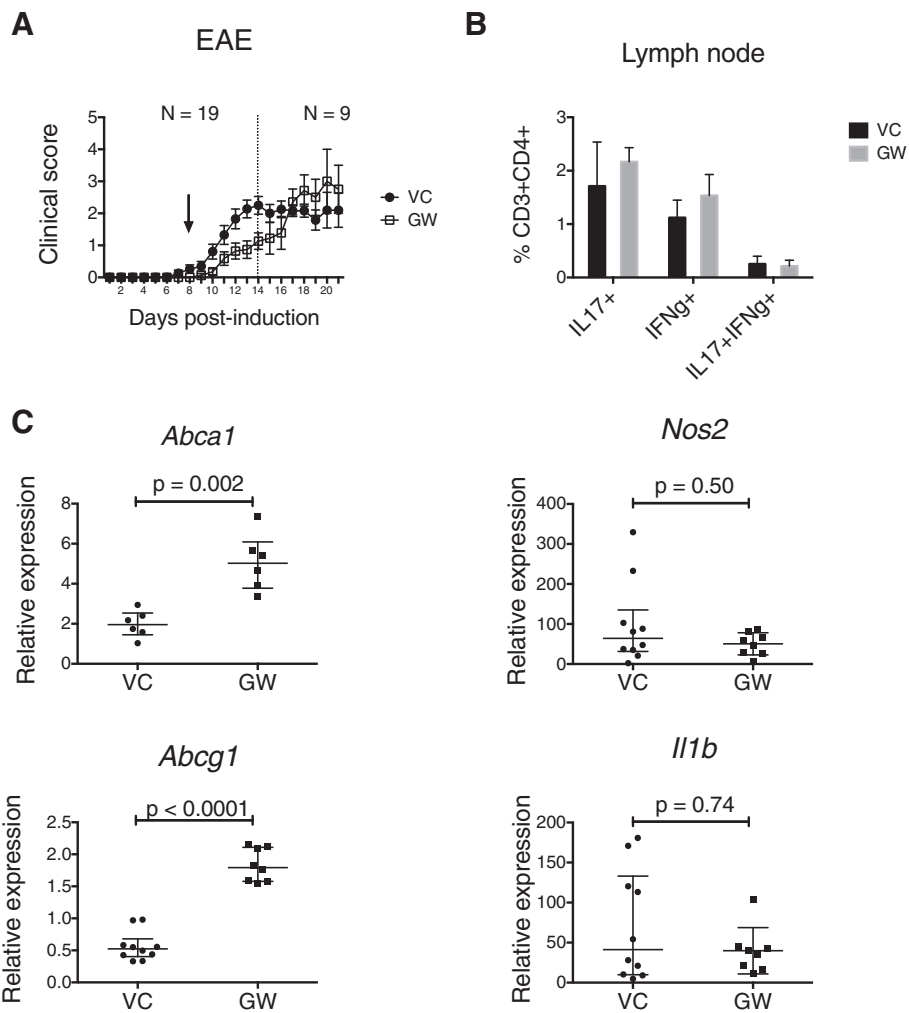 A
EAE
N = 19
N = 9
Clinical score
5
4
3
2
1
0
2 4 6 8 10 12 14 16 18 20
Days post-induction
VC
GW
B
Lymph node
% CD3+CD4+
3
2
1
0
IL17+
IFNg+
IL17+IFNg+
VC
GW
C
Abca1
p = 0.002
Relative expression
8
6
4
2
0
VC GW
Nos2
p = 0.50
Relative expression
400
300
200
100
0
VC GW
Abcg1
p < 0.0001
Relative expression
2.5
2.0
1.5
1.0
0.5
0.0
VC GW
Il1b
p = 0.74
Relative expression
200
150
100
50
0
VC GW